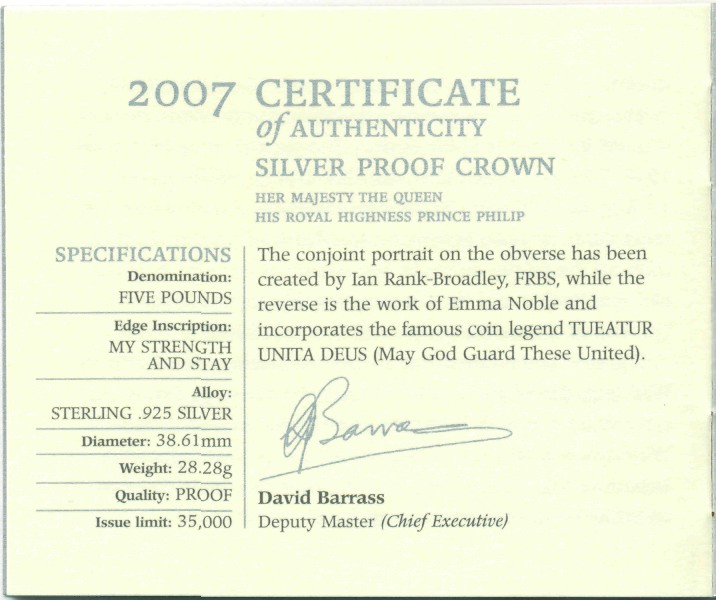 2007 CERTIFICATE
of AUTHENTICITY
SILVER PROOF CROWN
HER MAJESTY THE QUEEN
HIS ROYAL HIGHNESS PRINCE PHILIP
SPECIFICATIONS
Denomination:
FIVE POUNDS
Edge Inscription:
MY STRENGTH
AND STAY
Alloy:
STERLING .925 SILVER
Diameter: 38.61mm
Weight: 28.28g
Quality: PROOF
Issue limit: 35,000
The conjoint portrait on the obverse has been
created by Ian Rank-Broadley, FRBS, while the
reverse is the work of Emma Noble and
incorporates the famous coin legend TUEATUR
UNITA DEUS (May God Guard These United).
David Barrass
Deputy Master (Chief Executive)